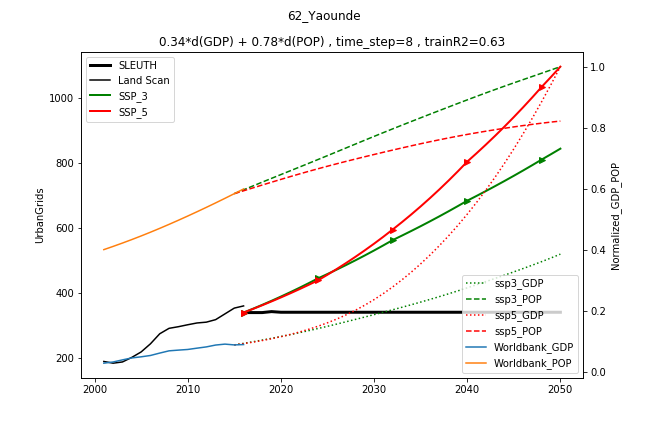 62_Yaounde
0.34*d(GDP) + 0.78*d(POP) , time_step=8 , trainR2=0.63
SLEUTH
Land Scan
SSP_3
SSP_5
1000
800
600
400
200
UrbanGrids
1.0
0.8
0.6
0.4
0.2
0.0
Normalized_GDP_POP
ssp3_GDP
ssp3_POP
ssp5_GDP
ssp5_POP
Worldbank_GDP
Worldbank_POP
2000
2010
2020
2030
2040
2050